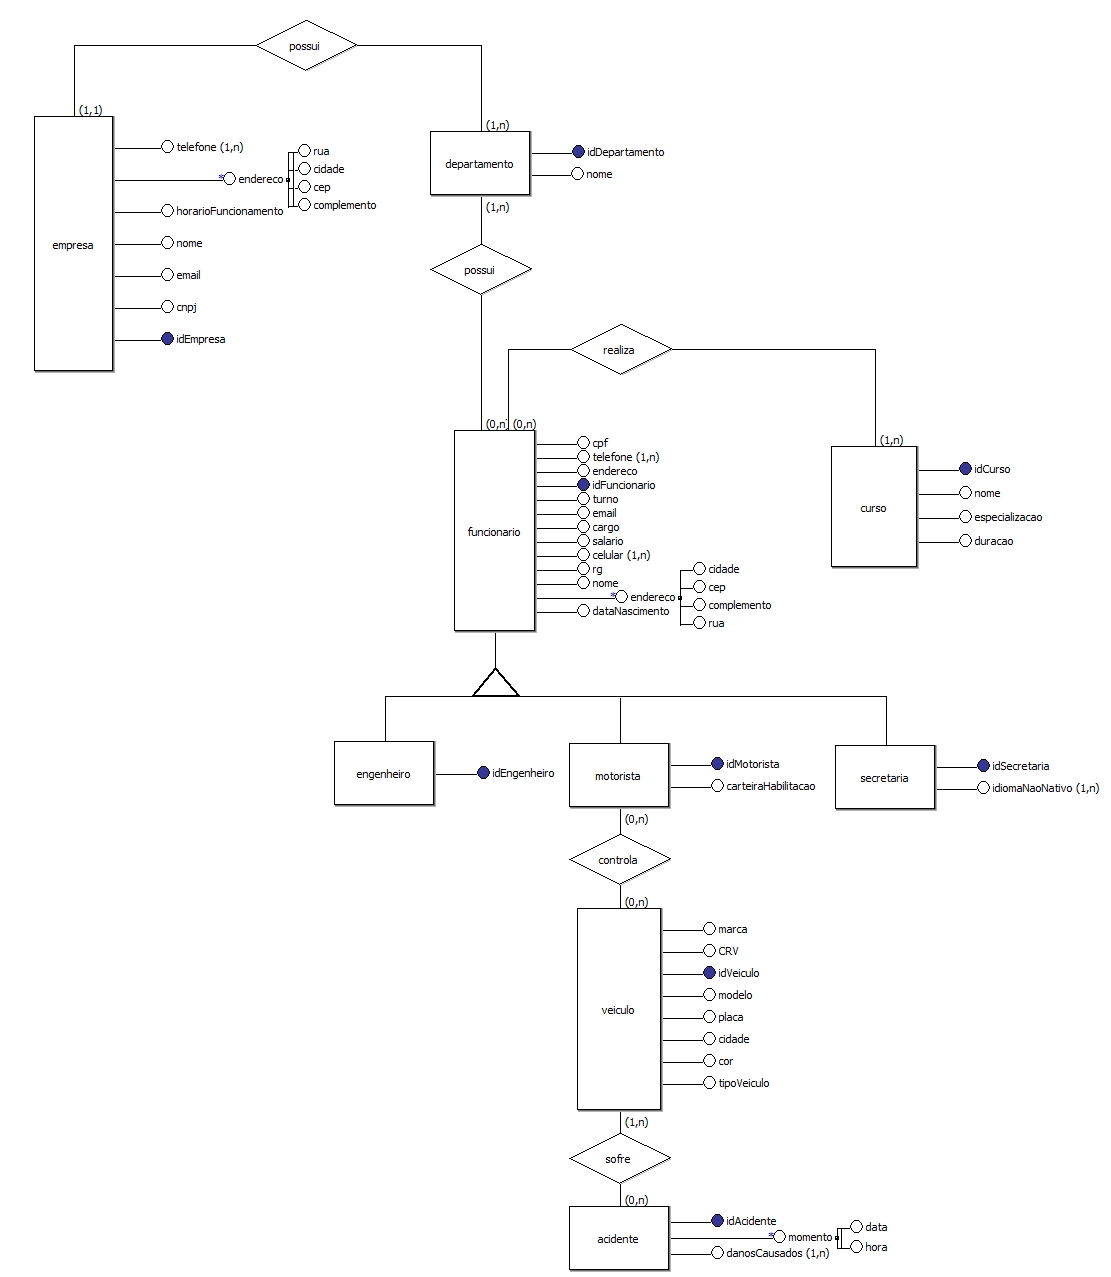 possui
(1,1)
empresa
telefone (1,n)
endereco
rua
cidade
cep
complemento
horarioFuncionamento
nome
email
cnpj
idEmpresa
(1,n)
departamento
idDepartamento
nome
(1,n)
possui
realiza
(0,n)
(0,n)
(1,n)
funcionario
cpf
telefone (1,n)
endereco
idFuncionario
turno
email
cargo
salario
celular (1,n)
rg
nome
endereco
cidade
cep
complemento
rua
dataNascimento
curso
idCurso
nome
especializacao
duracao
engenheiro
idEngenheiro
motorista
idMotorista
carteiraHabilitacao
secretaria
idSecretaria
idiomaNaoNativo (1,n)
(0,n)
controla
(0,n)
veiculo
marca
CRV
idVeiculo
modelo
placa
cidade
cor
tipoVeiculo
(1,n)
sofre
(0,n)
acidente
idAcidente
momento
data
hora
danosCausados (1,n)